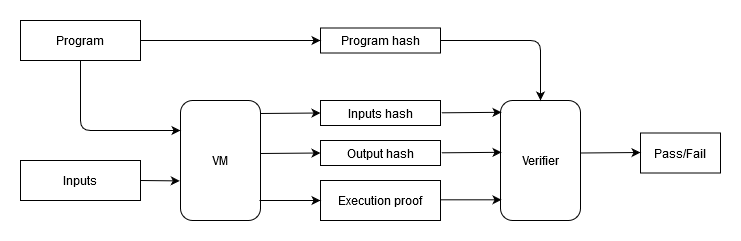 Program
Program hash
Inputs hash
VM
Output hash
Verifier
Pass/Fail
Inputs
Execution proof